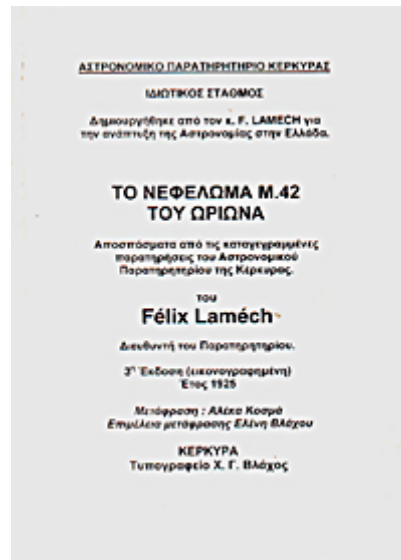 ΑΣΤΡΟΝΟΜΙΚΟ ΠΑΡΑΤΗΡΗΤΗΡΙΟ ΚΕΡΚΥΡΑΣ
ΙΔΙΩΤΙΚΟΣ ΣΤΑΘΜΟΣ
Δημιουργήθηκε από τον κ. F. LAMECH για
την ανάπτυξη της Αστρονομίας στην Ελλάδα.
ΤΟ ΝΕΦΕΛΩΜΑ Μ.42
ΤΟΥ ΩΡΙΩΝΑ
Αποσπάσματα από τις καταγεγραμμένες
παρατηρήσεις του Αστρονομικού
Παρατηρητηρίου της Κέρκυρας.
του
Félix Laméch
Διευθυντή του Παρατηρητηρίου.
Έκδοση (εικονογραφημένη)
Έτος 1925
Μετάφραση : Αλέκα Κοσμά
Επιμέλεια μετάφρασης Ελένη Βλάχου
ΚΕΡΚΥΡΑ
Τυπογραφείο Χ. Γ. Βλάχος